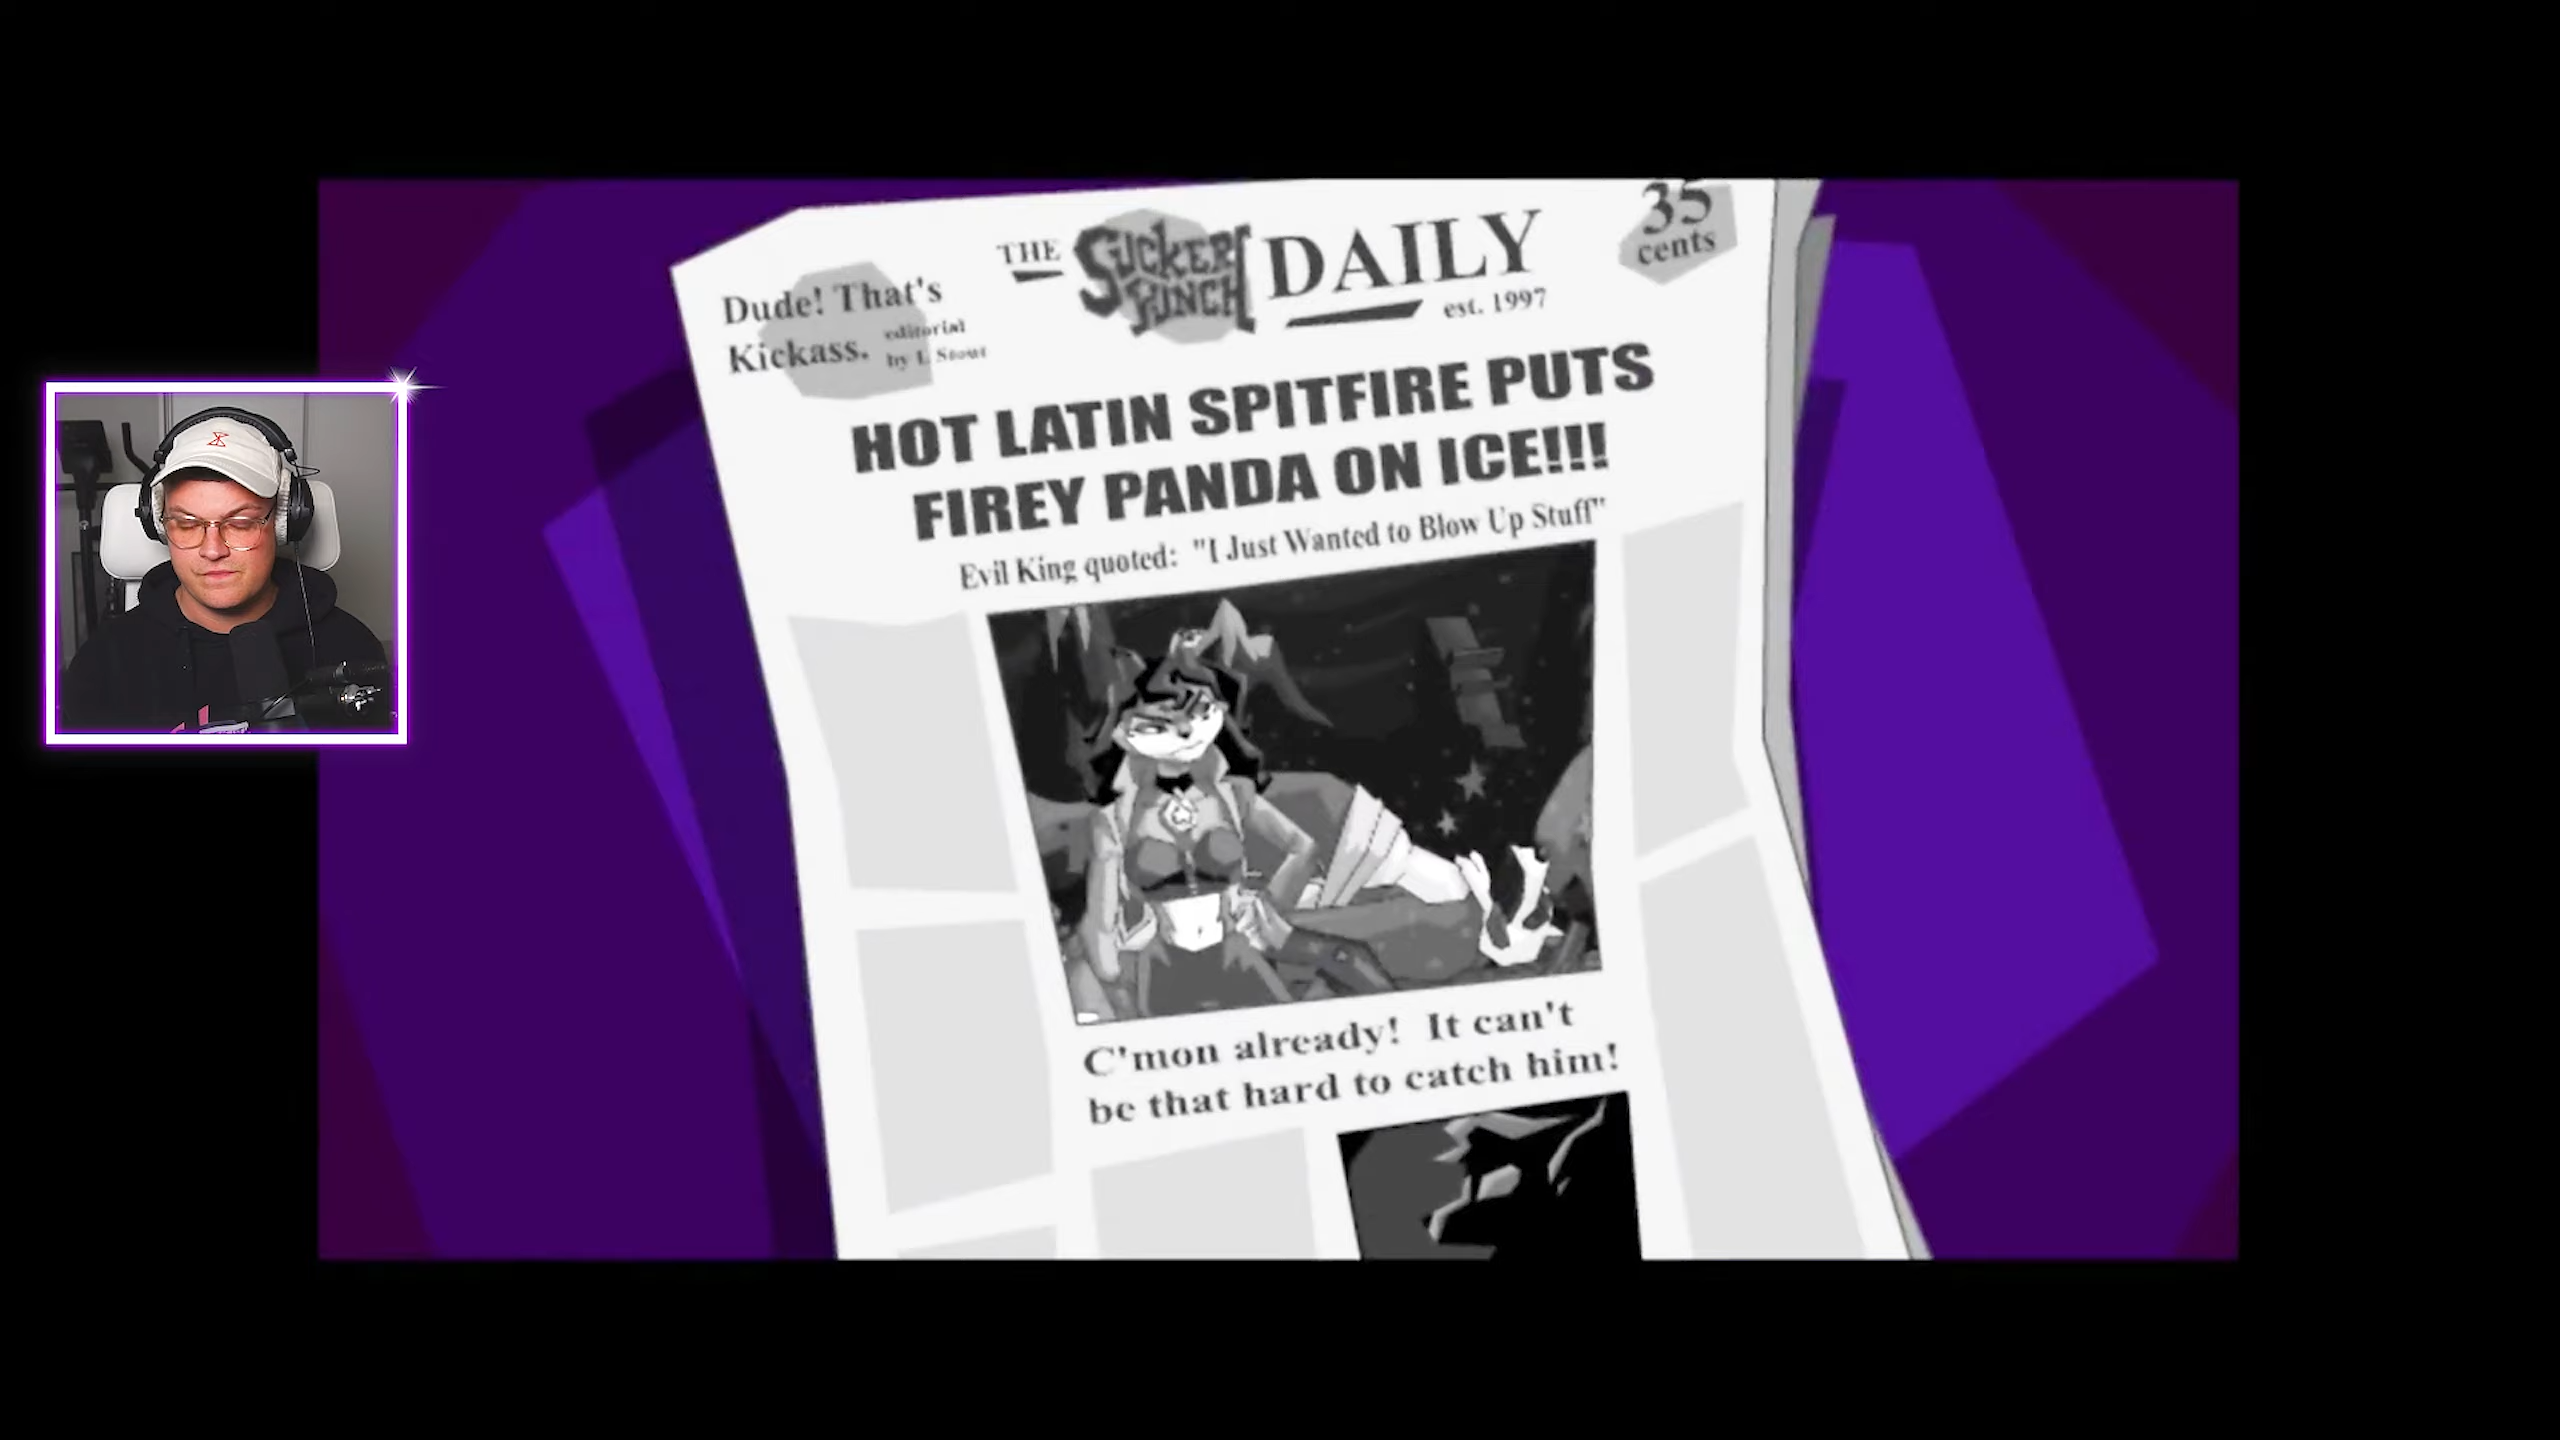 THE SUCKER PUNCH DAILY
est. 1997
35
cents
Dude! That's
Kickass.
editorial
by L Stout
HOT LATIN SPITFIRE PUTS
FIREY PANDA ON ICE!!!
Evil King quoted: "I Just Wanted to Blow Up Stuff"
C'mon already! It can't
be that hard to catch him!